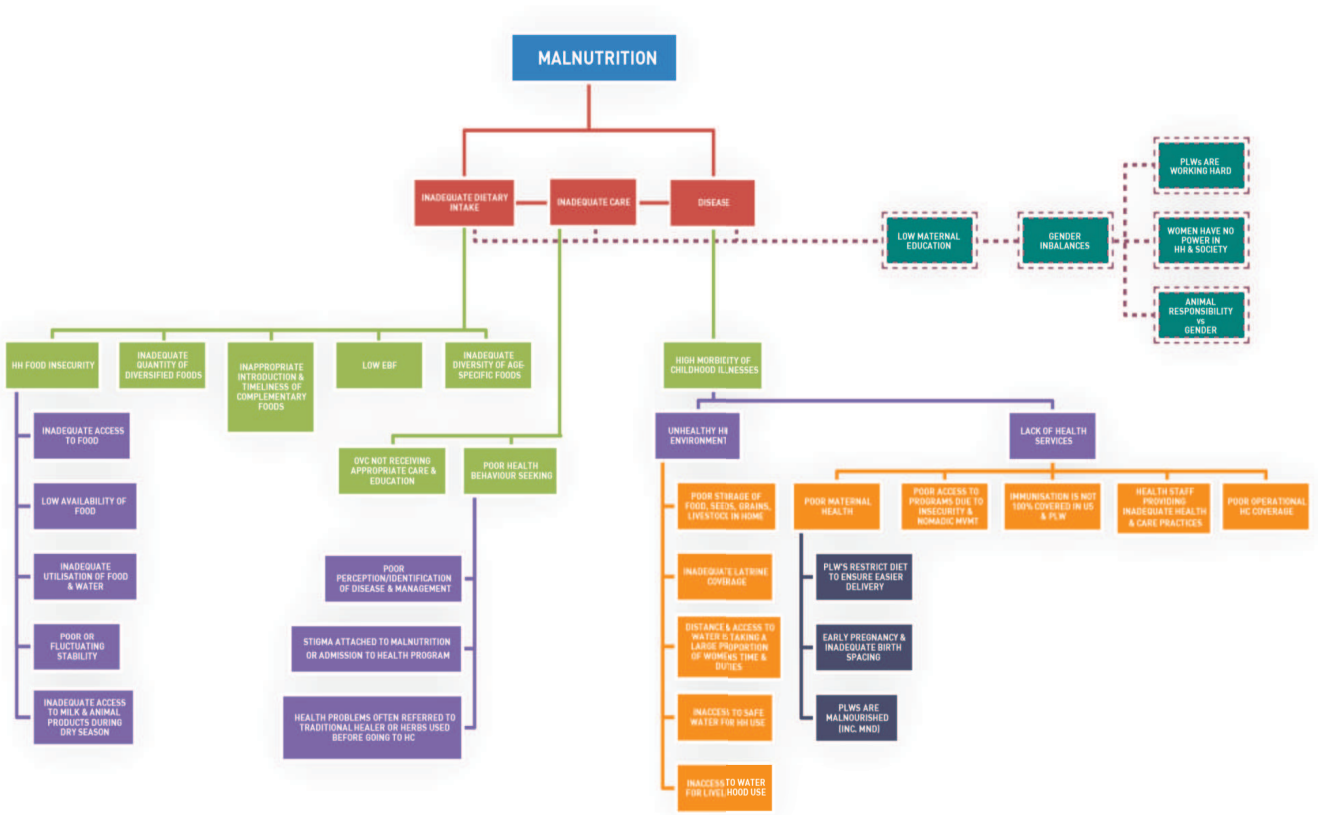 MALNUTRITION
INADEQUATE DIETARY
INTAKE
INADEQUATE CARE
DISEASE
LOW MATERNAL
EDUCATION
GENDER
INBALANCES
PLWs ARE
WORKING HARD
WOMEN HAVE NO
POWER IN
HH & SOCIETY
ANIMAL
RESPONSIBILITY
vs
GENDER
HH FOOD INSECURITY
INADEQUATE
QUANTITY OF
DIVERSIFIED FOODS
INAPPROPRIATE
INTRODUCTION &
TIMELINESS OF
COMPLEMENTARY
FOODS
LOW EBF
INADEQUATE
DIVERSITY OF AGE-
SPECIFIC FOODS
HIGH MORBIDITY OF
CHILDHOOD ILLNESSES
INADEQUATE ACCESS
TO FOOD
LOW AVAILABILITY OF
FOOD
INADEQUATE
UTILISATION OF FOOD
& WATER
POOR OR
FLUCTUATING
STABILITY
INADEQUATE ACCESS
TO MILK & ANIMAL
PRODUCTS DURING
DRY SEASON
OVC NOT RECEIVING
APPROPRIATE CARE &
EDUCATION
POOR HEALTH
BEHAVIOUR SEEKING
POOR
PERCEPTION/IDENTIFICATION
OF DISEASE & MANAGEMENT
STIGMA ATTACHED TO MALNUTRITION
OR ADMISSION TO HEALTH PROGRAM
HEALTH PROBLEMS OFTEN REFERRED TO
TRADITIONAL HEALER OR HERBS USED
BEFORE GOING TO HC
UNHEALTHY HH
ENVIRONMENT
LACK OF HEALTH
SERVICES
POOR STORAGE OF
FOOD, SEEDS, GRAINS,
LIVESTOCK IN HOME
INADEQUATE LATRINE
COVERAGE
DISTANCE & ACCESS TO
WATER IS TAKING A
LARGE PROPORTION
OF WOMENS TIME &
DUTIES
INACCESS TO SAFE
WATER FOR HH USE
INACCESS TO WATER
FOR LIVELIHOOD USE
POOR MATERNAL
HEALTH
POOR ACCESS TO
PROGRAMS DUE TO
INSECURITY &
NOMADIC MVMT
IMMUNISATION IS NOT
100% COVERED IN U5
& PLW
HEALTH STAFF
PROVIDING
INADEQUATE HEALTH
& CARE PRACTICES
POOR OPERATIONAL
HC COVERAGE
PLW'S RESTRICT DIET
TO ENSURE EASIER
DELIVERY
EARLY PREGNANCY &
INADEQUATE BIRTH
SPACING
PLWS ARE
MALNOURISHED
(INC. MND)